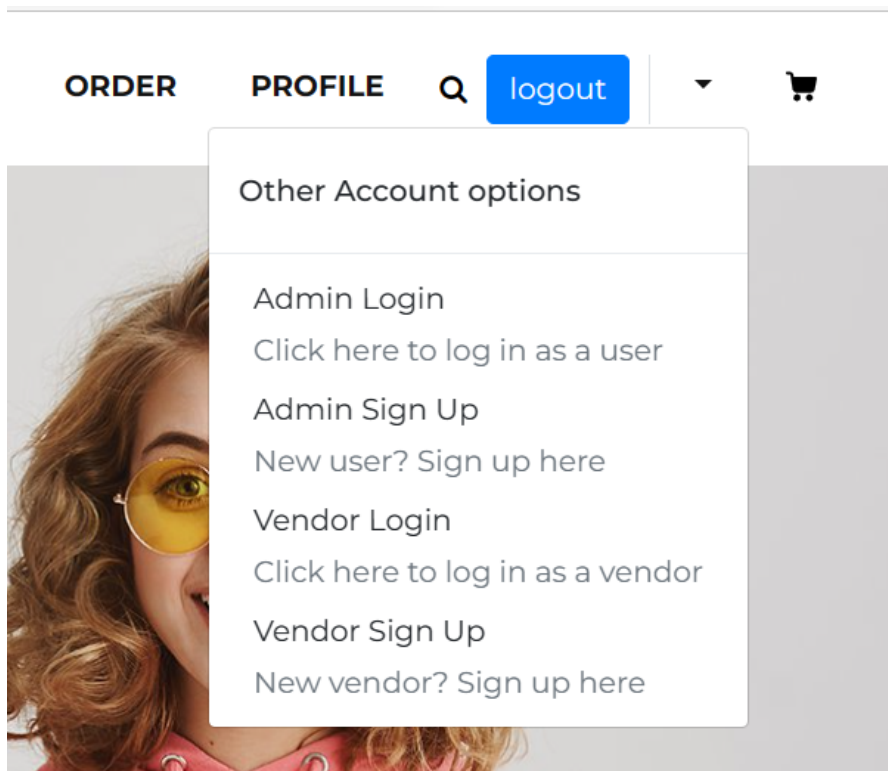 ORDER PROFILE logout
Other Account options
Admin Login
Click here to log in as a user
Admin Sign Up
New user? Sign up here
Vendor Login
Click here to log in as a vendor
Vendor Sign Up
New vendor? Sign up here